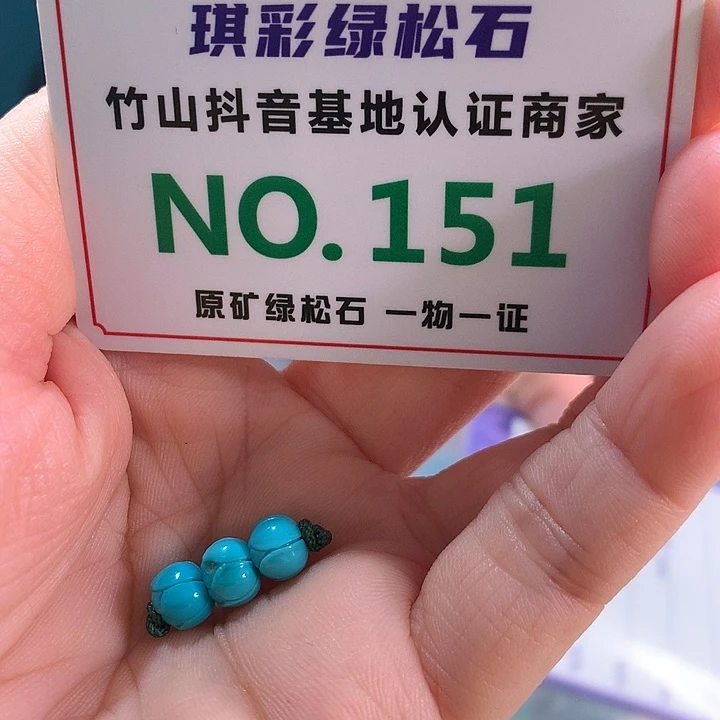 琪彩绿松石
竹山抖音基地认证商家
NO.151
原矿绿松石 一物一证